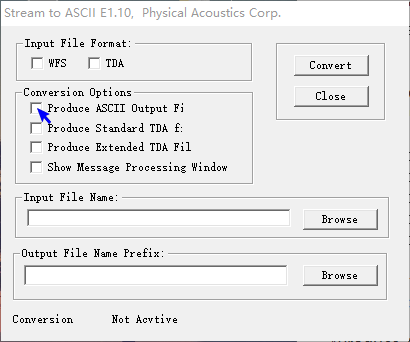 Stream to ASCII E1.10, Physical Acoustics Corp.
Input File Format:
WFS TDA
Convert
Close
Conversion Options
Produce ASCII Output Fi
Produce Standard TDA f:
Produce Extended TDA Fil
Show Message Processing Window
Input File Name:
Browse
Output File Name Prefix:
Browse
Conversion Not Acvtive